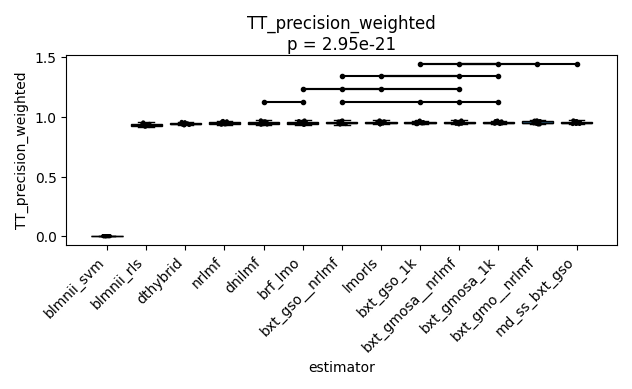 TT_precision_weighted
p = 2.95e-21
TT_precision_weighted
1.5
1.0
0.5
0.0
blmnii_svm
blmnii_rls
dthybrid
nrlmf
dnilmf
brf_lmo
bxt_gso__nrlmf
lmorls
bxt_gso_1k
bxt_gmosa__nrlmf
bxt_gmosa_1k
bxt_gmo__nrlmf
md_ss_bxt_gso
estimator